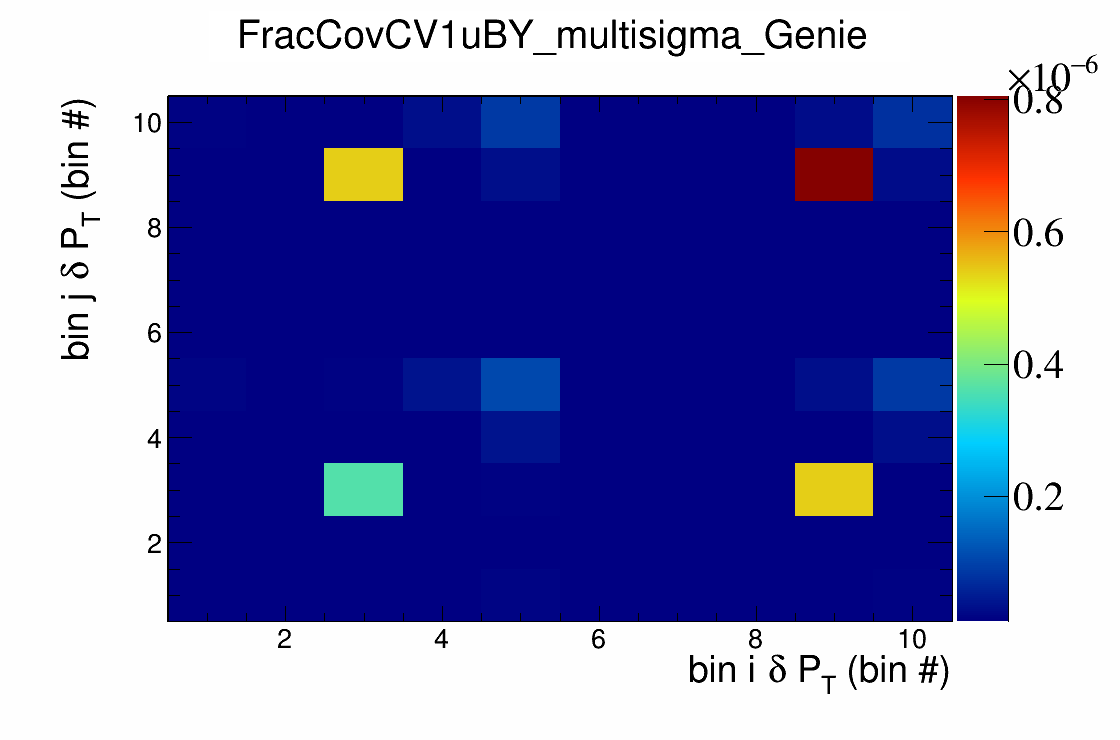 FracCovCV1uBY_multisigma_Genie
×10⁻⁶
0.8
0.6
0.4
0.2
bin j δ P_T (bin #)
10
8
6
4
2
2 4 6 8 10
bin i δ P_T (bin #)